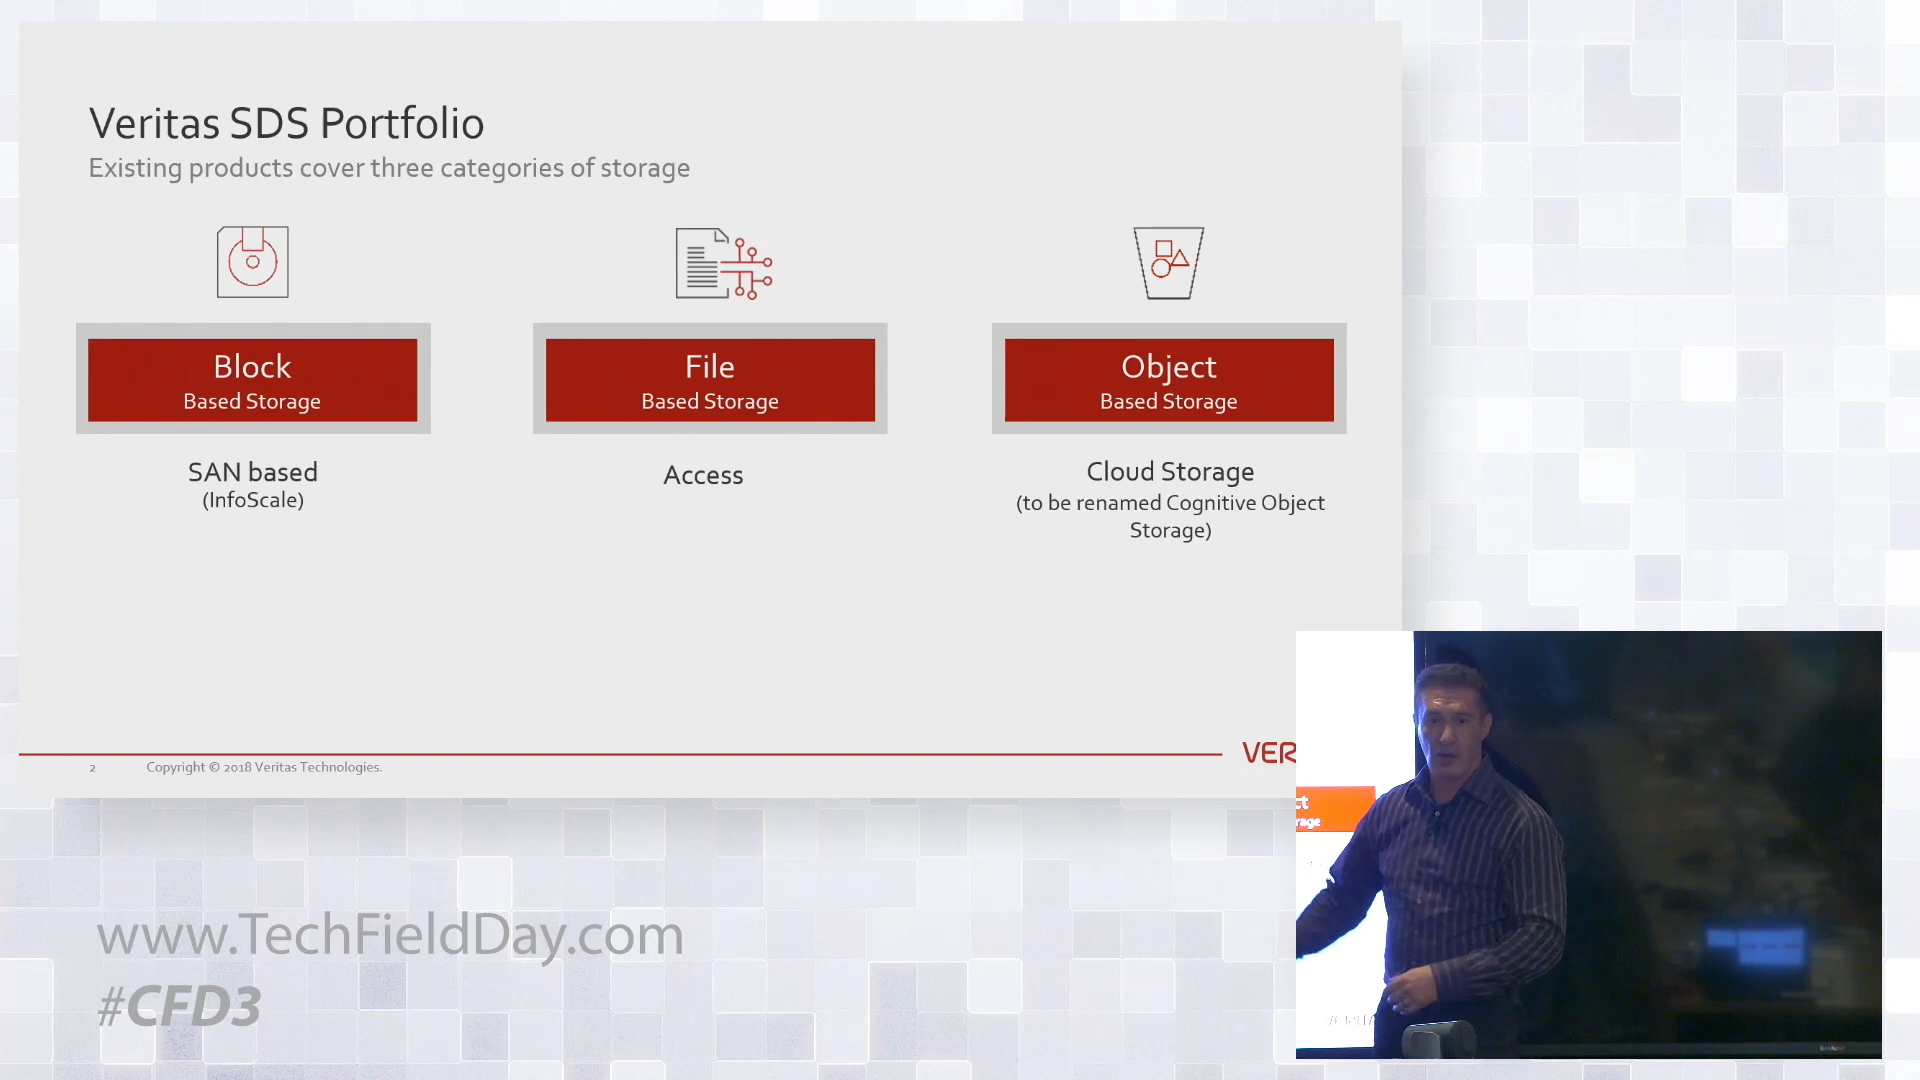 Veritas SDS Portfolio
Existing products cover three categories of storage
Block
Based Storage
File
Based Storage
Object
Based Storage
SAN based
(InfoScale)
Access
Cloud Storage
(to be renamed Cognitive Object
Storage)
VER
2
Copyright © 2018 Veritas Technologies.
ct
rage
www.TechFieldDay.com
#CFD3